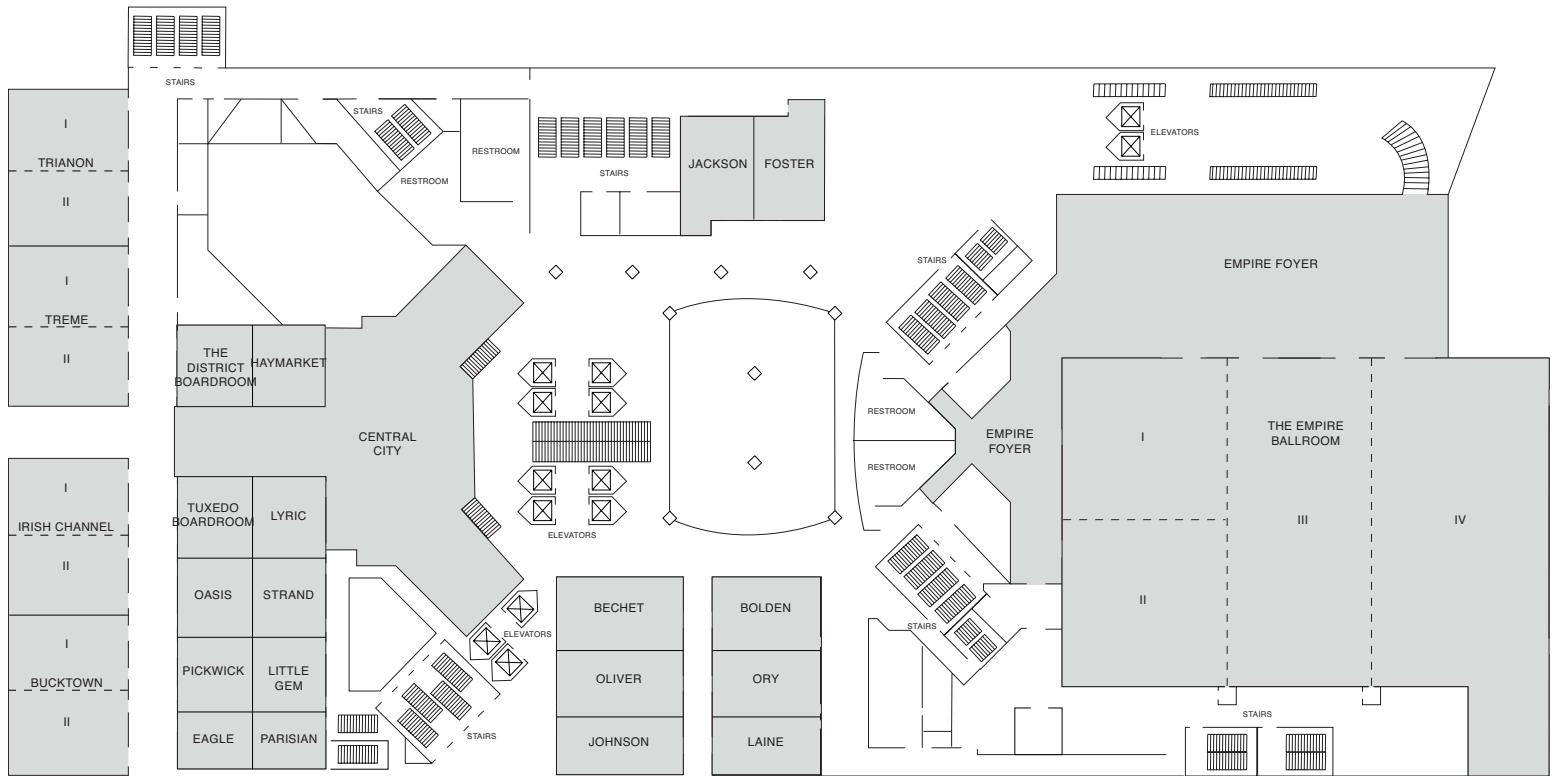 STAIRS
I
TRIANON
II
I
TREME
II
STAIRS
RESTROOM
RESTROOM
STAIRS
JACKSON
FOSTER
ELEVATORS
STAIRS
EMPIRE FOYER
THE
DISTRICT
BOARDROOM
HAYMARKET
CENTRAL
CITY
RESTROOM
RESTROOM
EMPIRE
FOYER
I
THE EMPIRE
BALLROOM
II
III
IV
I
IRISH CHANNEL
II
I
BUCKTOWN
II
TUXEDO
BOARDROOM
LYRIC
OASIS
STRAND
PICKWICK
LITTLE
GEM
EAGLE
PARISIAN
ELEVATORS
ELEVATORS
STAIRS
BECHET
OLIVER
JOHNSON
BOLDEN
ORY
LAINE
STAIRS
STAIRS